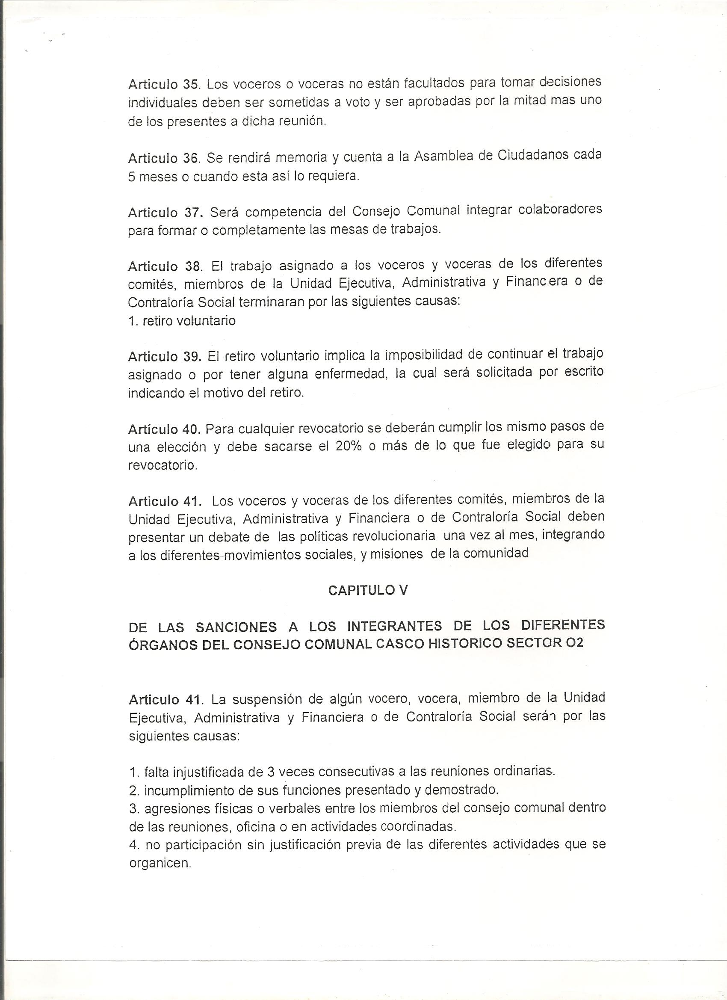 Articulo 35. Los voceros o voceras no están facultados para tomar decisiones
individuales deben ser sometidas a voto y ser aprobadas por la mitad mas uno
de los presentes a dicha reunión.
Articulo 36. Se rendirá memoria y cuenta a la Asamblea de Ciudadanos cada
5 meses o cuando esta así lo requiera.
Articulo 37. Será competencia del Consejo Comunal integrar colaboradores
para formar o completamente las mesas de trabajos.
Articulo 38. El trabajo asignado a los voceros y voceras de los diferentes
comités, miembros de la Unidad Ejecutiva, Administrativa y Financiera o de
Contraloría Social terminaran por las siguientes causas:
1. retiro voluntario
Articulo 39. El retiro voluntario implica la imposibilidad de continuar el trabajo
asignado o por tener alguna enfermedad, la cual será solicitada por escrito
indicando el motivo del retiro.
Artículo 40. Para cualquier revocatorio se deberán cumplir los mismo pasos de
una elección y debe sacarse el 20% o más de lo que fue elegido para su
revocatorio.
Articulo 41. Los voceros y voceras de los diferentes comités, miembros de la
Unidad Ejecutiva, Administrativa y Financiera o de Contraloría Social deben
presentar un debate de las políticas revolucionaria una vez al mes, integrando
a los diferentes movimientos sociales, y misiones de la comunidad
CAPITULO V
DE LAS SANCIONES A LOS INTEGRANTES DE LOS DIFERENTES
ÓRGANOS DEL CONSEJO COMUNAL CASCO HISTORICO SECTOR O2
Articulo 41. La suspensión de algún vocero, vocera, miembro de la Unidad
Ejecutiva, Administrativa y Financiera o de Contraloría Social serán por las
siguientes causas:
1. falta injustificada de 3 veces consecutivas a las reuniones ordinarias.
2. incumplimiento de sus funciones presentado y demostrado.
3. agresiones físicas o verbales entre los miembros del consejo comunal dentro
de las reuniones, oficina o en actividades coordinadas.
4. no participación sin justificación previa de las diferentes actividades que se
organicen.